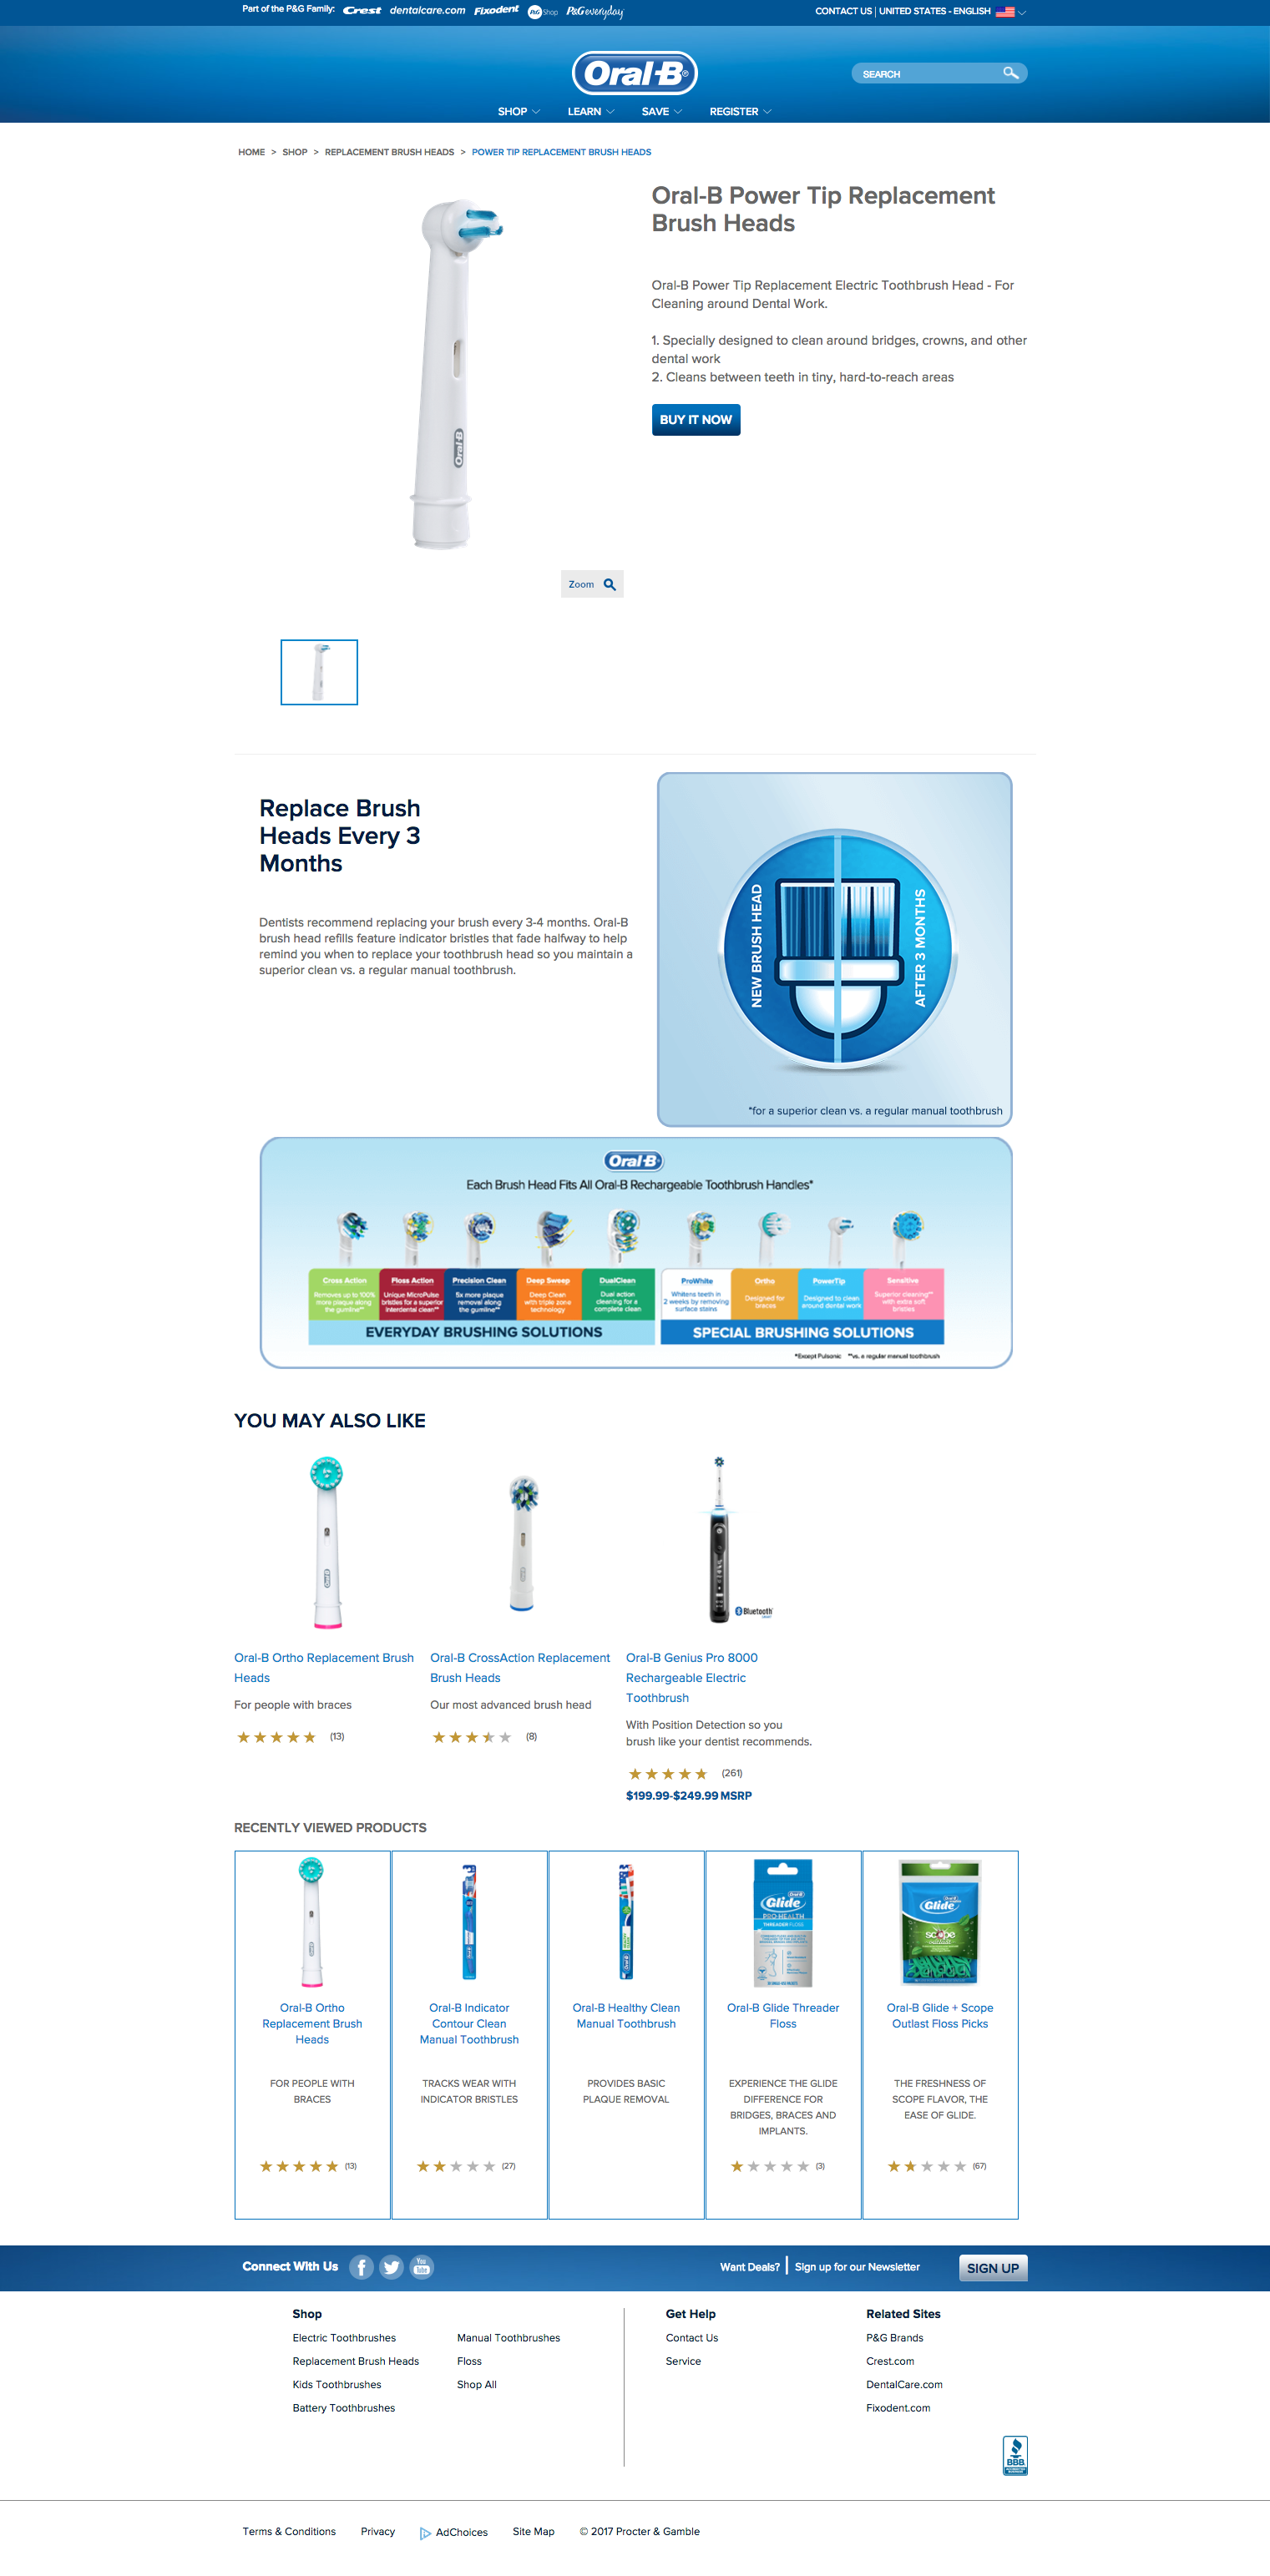 Part of the P&G Family: Crest dentalcare.com Fixodent P&G Shop P&Geveryday
CONTACT US | UNITED STATES - ENGLISH
Oral-B
SEARCH
SHOP LEARN SAVE REGISTER
HOME > SHOP > REPLACEMENT BRUSH HEADS > POWER TIP REPLACEMENT BRUSH HEADS
Oral-B Power Tip Replacement
Brush Heads
Oral-B Power Tip Replacement Electric Toothbrush Head - For
Cleaning around Dental Work.
1. Specially designed to clean around bridges, crowns, and other
dental work
2. Cleans between teeth in tiny, hard-to-reach areas
BUY IT NOW
Oral-B
Zoom
Replace Brush
Heads Every 3
Months
Dentists recommend replacing your brush every 3-4 months. Oral-B
brush head refills feature indicator bristles that fade halfway to help
remind you when to replace your toothbrush head so you maintain a
superior clean vs. a regular manual toothbrush.
NEW BRUSH HEAD
AFTER 3 MONTHS
*for a superior clean vs. a regular manual toothbrush
Oral-B
Each Brush Head Fits All Oral-B Rechargeable Toothbrush Handles*
Cross Action
Removes up to 100%
more plaque along
the gumline**
Floss Action
Unique MicroPulse
bristles for a superior
interdental clean**
Precision Clean
5x more plaque
removal along
the gumline**
Deep Sweep
Deep Clean
with triple zone
technology
DualClean
Dual action
cleaning for a
complete clean
ProWhite
Whitens teeth in
2 weeks by removing
surface stains
Ortho
Designed for
braces
PowerTip
Designed to clean
around dental work
Sensitive
Superior cleaning**
with extra soft
bristles
EVERYDAY BRUSHING SOLUTIONS
SPECIAL BRUSHING SOLUTIONS
*Except Pulsonic **vs. a regular manual toothbrush
YOU MAY ALSO LIKE
Oral-B
Oral-B
Bluetooth
Oral-B Ortho Replacement Brush
Heads
For people with braces
(13)
Oral-B CrossAction Replacement
Brush Heads
Our most advanced brush head
(8)
Oral-B Genius Pro 8000
Rechargeable Electric
Toothbrush
With Position Detection so you
brush like your dentist recommends.
(261)
$199.99-$249.99 MSRP
RECENTLY VIEWED PRODUCTS
Oral-B Ortho
Replacement Brush
Heads
FOR PEOPLE WITH
BRACES
(13)
Oral-B Indicator
Contour Clean
Manual Toothbrush
TRACKS WEAR WITH
INDICATOR BRISTLES
(27)
Oral-B Healthy Clean
Manual Toothbrush
PROVIDES BASIC
PLAQUE REMOVAL
Oral-B
Glide
PRO-HEALTH
THREADER FLOSS
Oral-B Glide Threader
Floss
EXPERIENCE THE GLIDE
DIFFERENCE FOR
BRIDGES, BRACES AND
IMPLANTS.
(3)
Oral-B
Glide
scope
Oral-B Glide + Scope
Outlast Floss Picks
THE FRESHNESS OF
SCOPE FLAVOR, THE
EASE OF GLIDE.
(67)
Connect With Us
You
Tube
Want Deals? | Sign up for our Newsletter
SIGN UP
Shop
Electric Toothbrushes
Replacement Brush Heads
Kids Toothbrushes
Battery Toothbrushes
Manual Toothbrushes
Floss
Shop All
Get Help
Contact Us
Service
Related Sites
P&G Brands
Crest.com
DentalCare.com
Fixodent.com
BBB
Terms & Conditions Privacy AdChoices Site Map © 2017 Procter & Gamble